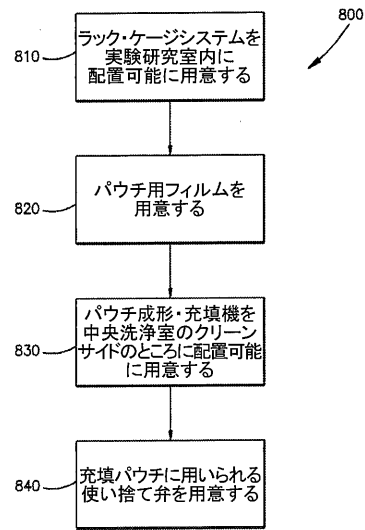 800
810
ラック・ケージシステムを
実験研究室内に
配置可能に用意する
820
パウチ用フィルムを
用意する
830
パウチ成形・充填機を
中央洗浄室のクリーン
サイドのところに配置可能
に用意する
840
充填パウチに用いられる
使い捨て弁を用意する